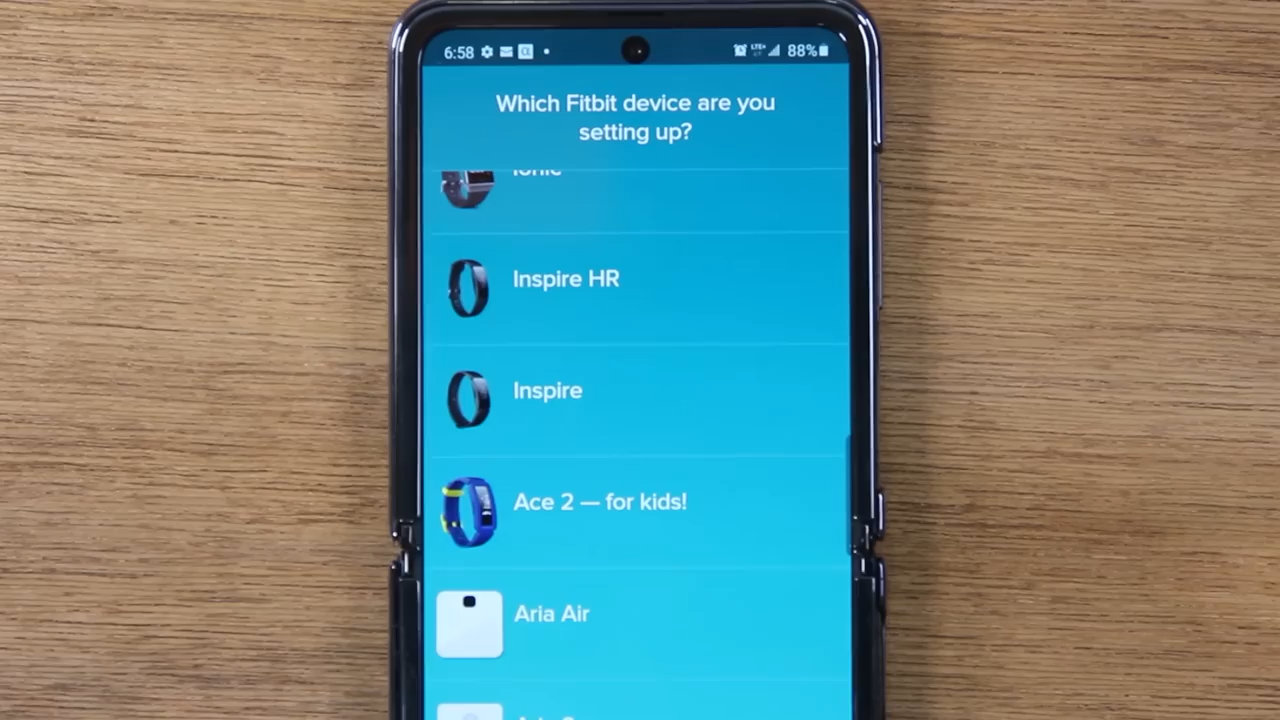 6:58 88%
Which Fitbit device are you
setting up?
Ionic
Inspire HR
Inspire
Ace 2 — for kids!
Aria Air